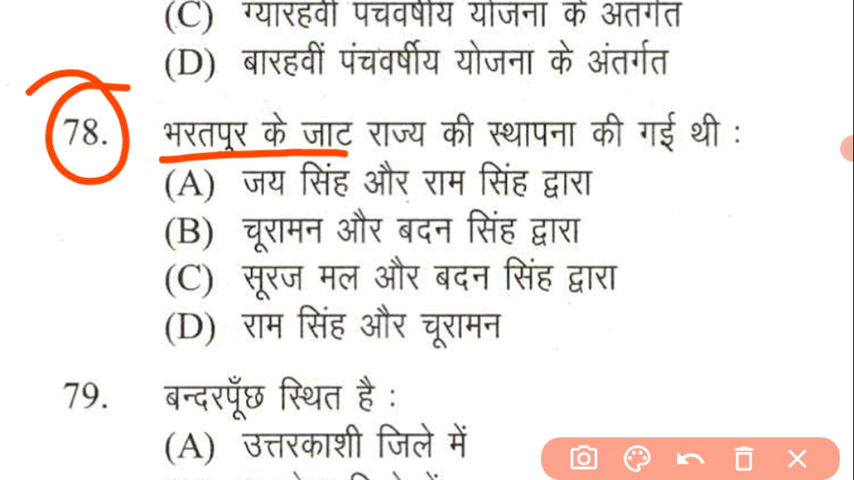 (C) ग्यारहवीं पंचवर्षीय योजना के अंतर्गत
(D) बारहवीं पंचवर्षीय योजना के अंतर्गत
78. भरतपुर के जाट राज्य की स्थापना की गई थी :
(A) जय सिंह और राम सिंह द्वारा
(B) चूरामन और बदन सिंह द्वारा
(C) सूरज मल और बदन सिंह द्वारा
(D) राम सिंह और चूरामन
79. बन्दरपूँछ स्थित है :
(A) उत्तरकाशी जिले में